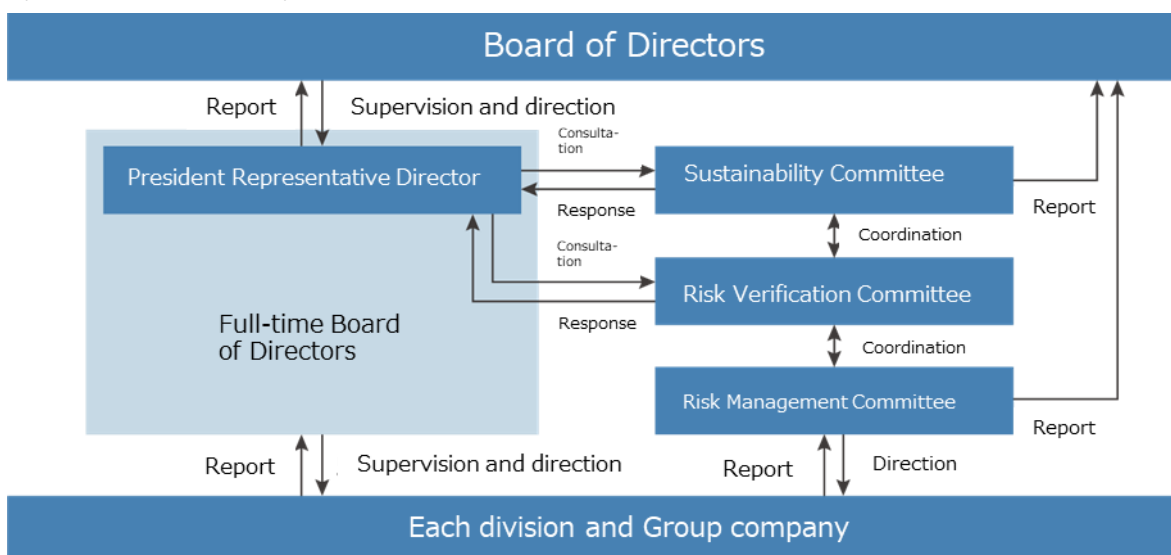 Board of Directors
Report
Supervision and direction
Consulta-
tion
President Representative Director
Sustainability Committee
Response
Report
Coordination
Consulta-
tion
Risk Verification Committee
Response
Full-time Board
of Directors
Coordination
Risk Management Committee
Report
Report
Supervision and direction
Report
Direction
Each division and Group company